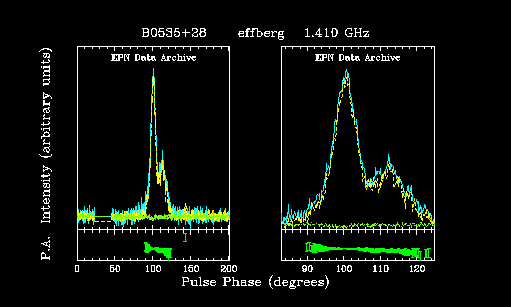 B0535+28 effberg 1.410 GHz
EPN Data Archive EPN Data Archive
P.A. Intensity (arbitrary units)
0 50 100 150 200 90 100 110 120
Pulse Phase (degrees)